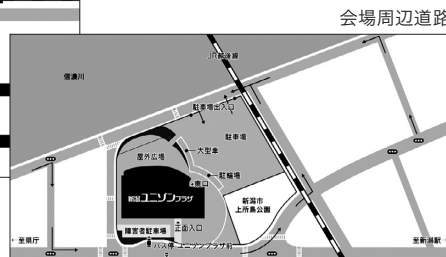 会場周辺道路
JR越後線
信濃川
駐車場出入口
駐車場
大型車
屋外広場
駐輪場
東口
新潟ユニゾンプラザ
新潟市
上所島公園
正面入口
障害者駐車場
バス停 ユニゾンプラザ前
←至県庁
至新潟駅→